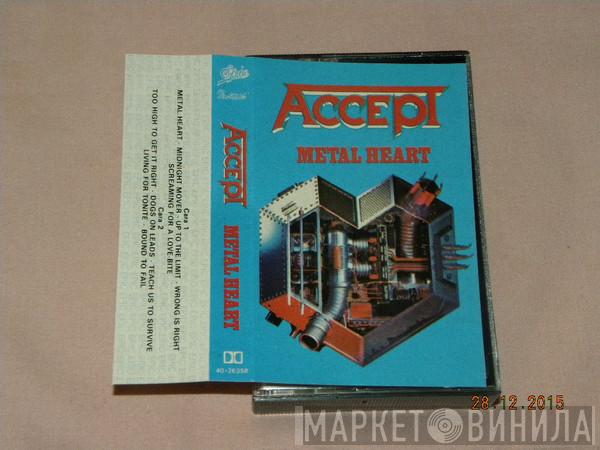 Epic
ACCEPT
METAL HEART
Cara 1
METAL HEART · MIDNIGHT MOVER · UP TO THE LIMIT · WRONG IS RIGHT
SCREAMING FOR A LOVE-BITE
Cara 2
TOO HIGH TO GET IT RIGHT · DOGS ON LEADS · TEACH US TO SURVIVE
LIVING FOR TONITE · BOUND TO FAIL
ACCEPT
METAL HEART
40-26358
28.12.2015
МАРКЕТ ВИНИЛА